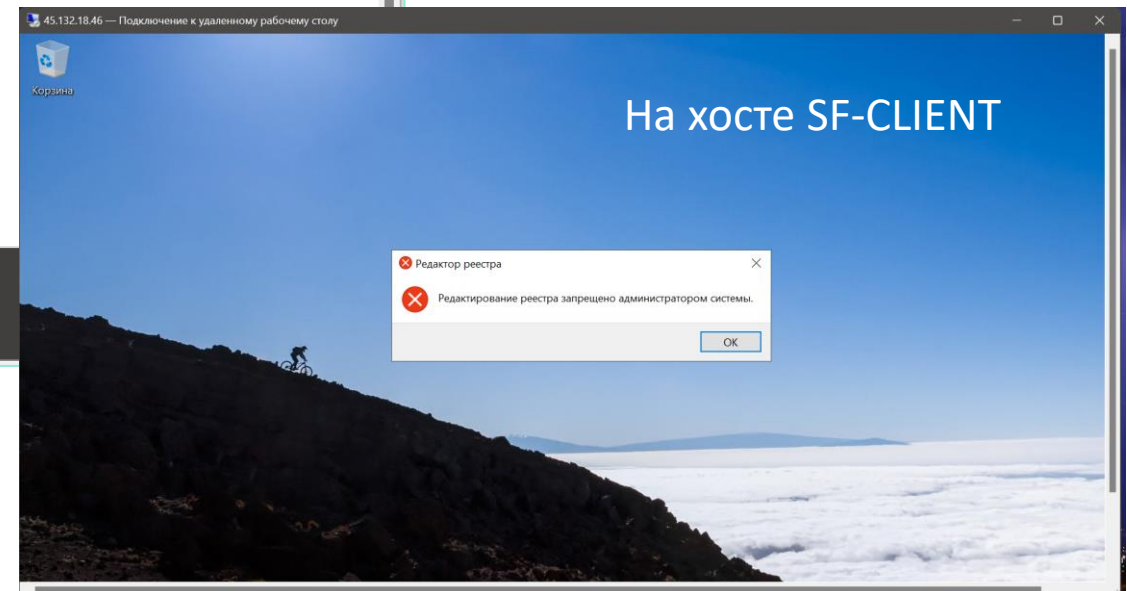 45.132.18.46 — Подключение к удаленному рабочему столу
Корзина
На хосте SF-CLIENT
Редактор реестра
Редактирование реестра запрещено администратором системы.
OK